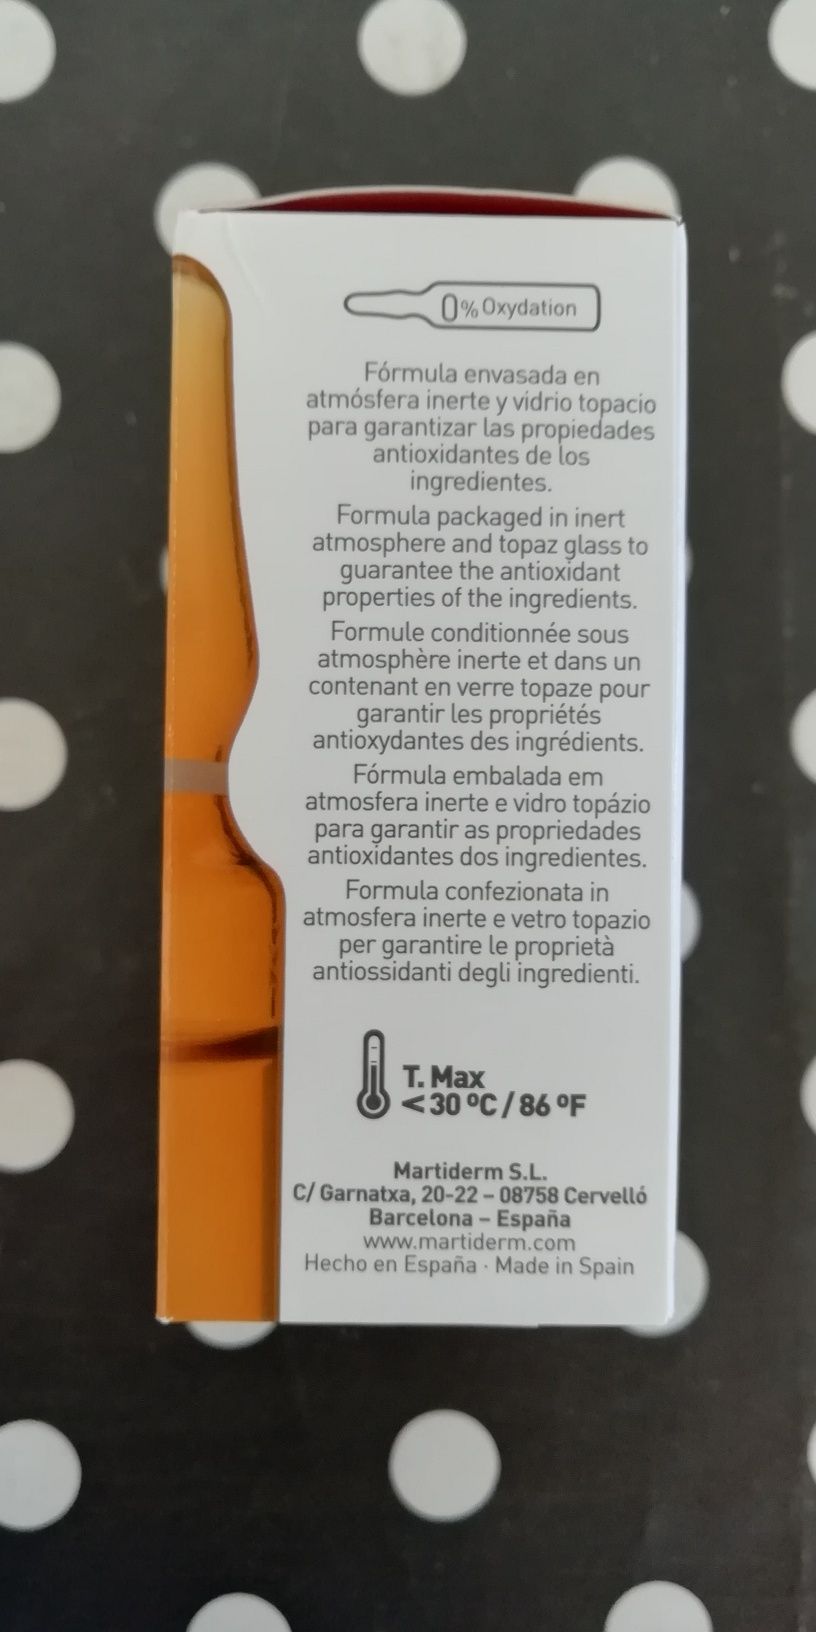 0% Oxydation
Fórmula envasada en
atmósfera inerte y vidrio topacio
para garantizar las propiedades
antioxidantes de los
ingredientes.
Formula packaged in inert
atmosphere and topaz glass to
guarantee the antioxidant
properties of the ingredients.
Formule conditionnée sous
atmosphère inerte et dans un
contenant en verre topaze pour
garantir les propriétés
antioxydantes des ingrédients.
Fórmula embalada em
atmosfera inerte e vidro topázio
para garantir as propriedades
antioxidantes dos ingredientes.
Formula confezionata in
atmosfera inerte e vetro topazio
per garantire le proprietà
antiossidanti degli ingredienti.
T. Max
< 30 ºC / 86 ºF
Martiderm S.L.
C/ Garnatxa, 20-22 – 08758 Cervelló
Barcelona – España
www.martiderm.com
Hecho en España · Made in Spain